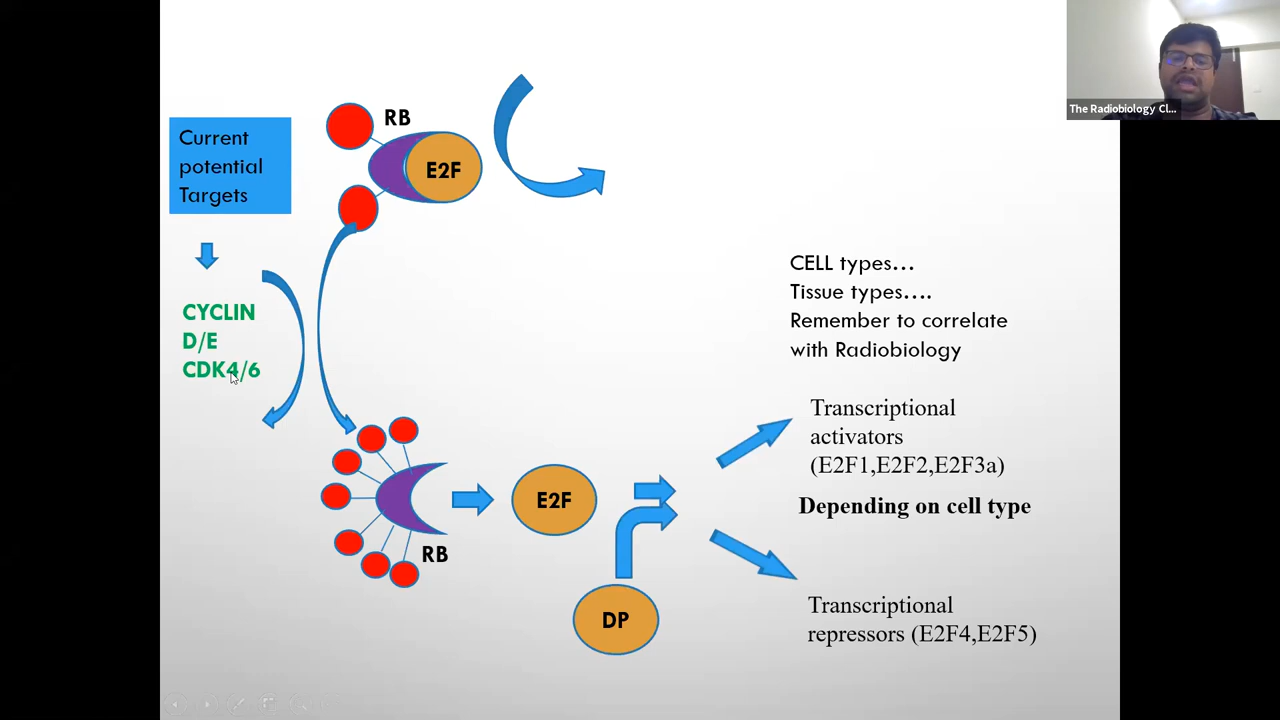 The Radiobiology Cl...
RB
E2F
Current
potential
Targets
CYCLIN
D/E
CDK4/6
CELL types...
Tissue types....
Remember to correlate
with Radiobiology
Transcriptional
activators
(E2F1,E2F2,E2F3a)
Depending on cell type
E2F
RB
DP
Transcriptional
repressors (E2F4,E2F5)